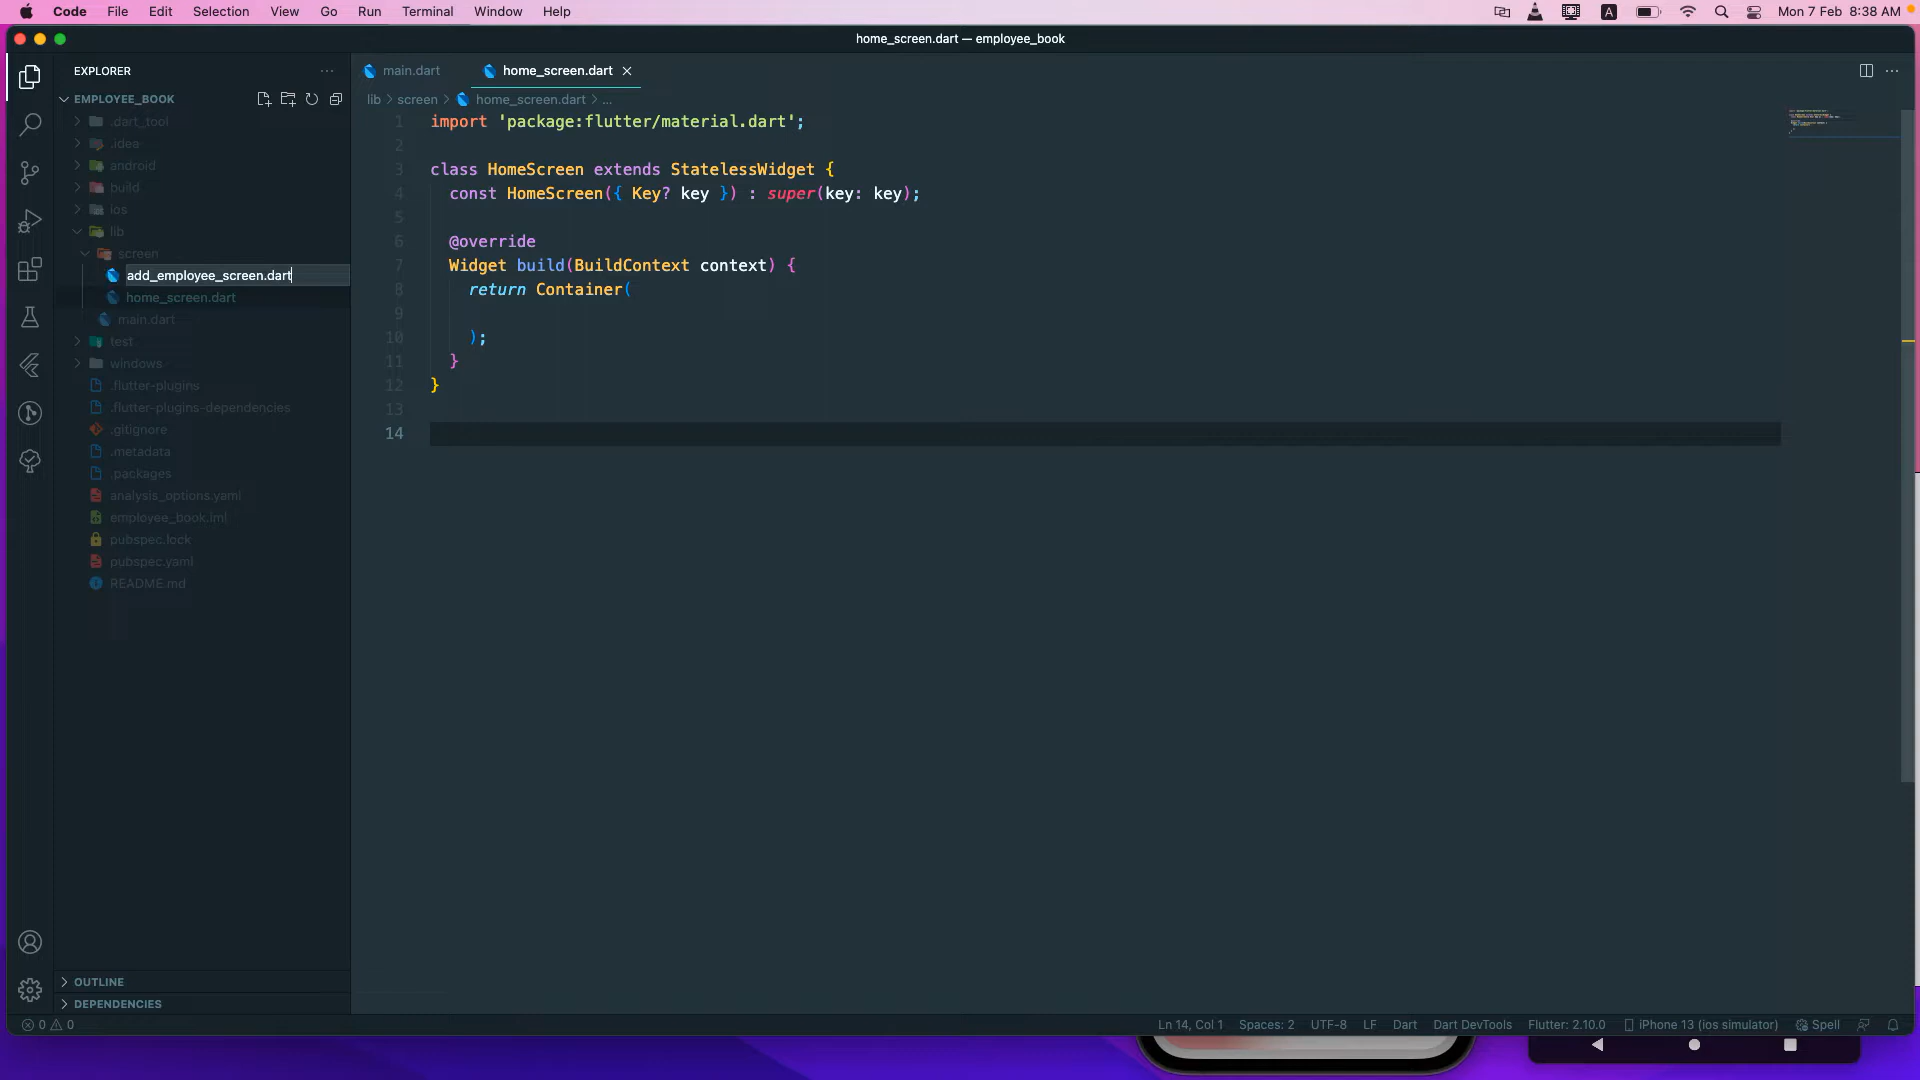 Code File Edit Selection View Go Run Terminal Window Help
A
Mon 7 Feb 8:38 AM
home_screen.dart — employee_book
EXPLORER
EMPLOYEE_BOOK
.dart_tool
.idea
android
build
ios
lib
screen
add_employee_screen.dart
home_screen.dart
main.dart
test
windows
.flutter-plugins
.flutter-plugins-dependencies
.gitignore
.metadata
.packages
analysis_options.yaml
employee_book.iml
pubspec.lock
pubspec.yaml
README.md
OUTLINE
DEPENDENCIES
main.dart home_screen.dart
lib > screen > home_screen.dart > ...
1 import 'package:flutter/material.dart';
2
3 class HomeScreen extends StatelessWidget {
4 const HomeScreen({ Key? key }) : super(key: key);
5
6 @override
7 Widget build(BuildContext context) {
8 return Container(
9
10 );
11 }
12 }
13
14
0 0 Ln 14, Col 1 Spaces: 2 UTF-8 LF Dart Dart DevTools Flutter: 2.10.0 iPhone 13 (ios simulator) Spell